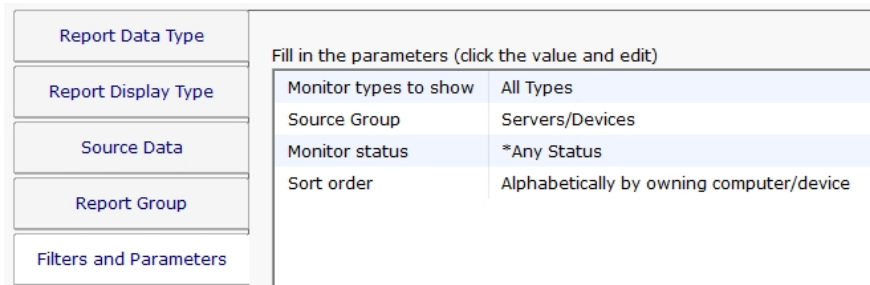 Report Data Type
Report Display Type
Source Data
Report Group
Filters and Parameters
Fill in the parameters (click the value and edit)
Monitor types to show All Types
Source Group Servers/Devices
Monitor status *Any Status
Sort order Alphabetically by owning computer/device